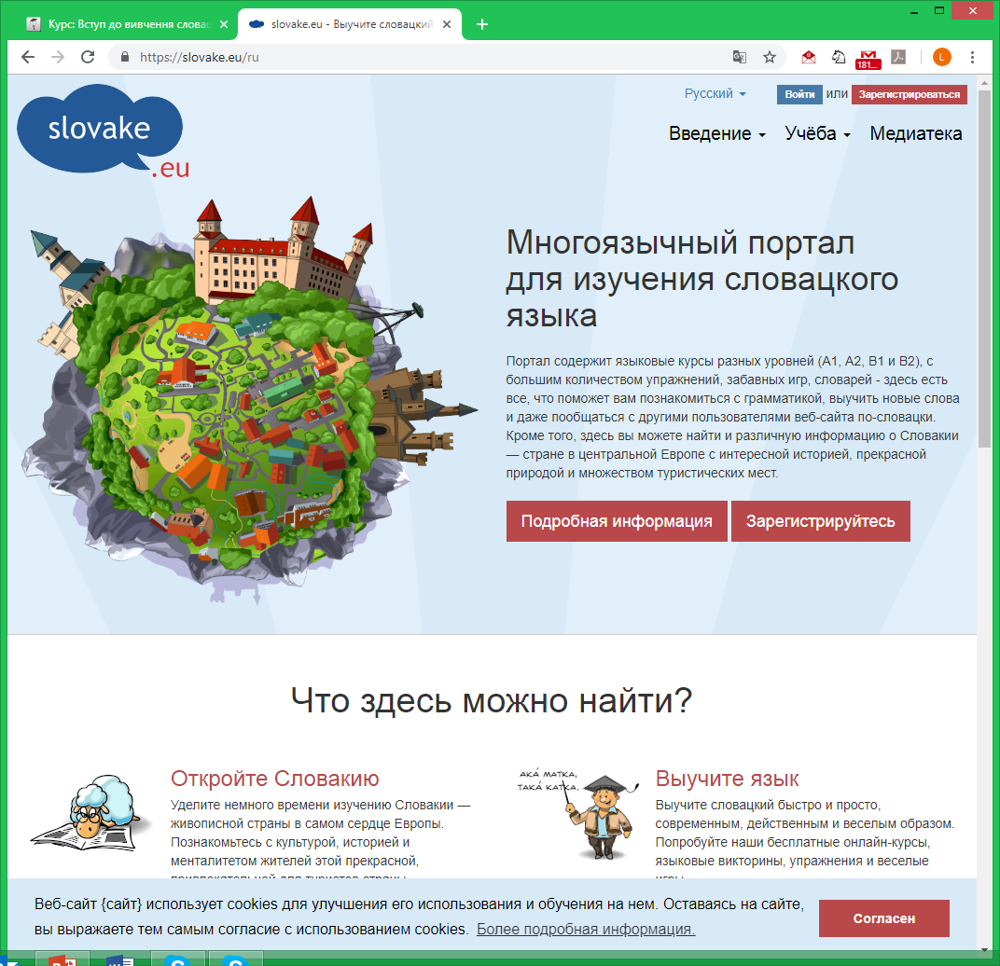 Курс: Вступ до вивчення словац
slovake.eu - Выучите словацкий
https://slovake.eu/ru
181...
L
slovake
.eu
Русский
Войти или Зарегистрироваться
Введение Учёба Медиатека
Многоязычный портал
для изучения словацкого
языка
Портал содержит языковые курсы разных уровней (A1, A2, B1 и B2), с
большим количеством упражнений, забавных игр, словарей - здесь есть
все, что поможет вам познакомиться с грамматикой, выучить новые слова
и даже пообщаться с другими пользователями веб-сайта по-словацки.
Кроме того, здесь вы можете найти и различную информацию о Словакии
— стране в центральной Европе с интересной историей, прекрасной
природой и множеством туристических мест.
Подробная информация Зарегистрируйтесь
Что здесь можно найти?
Откройте Словакию
Уделите немного времени изучению Словакии —
живописной страны в самом сердце Европы.
Познакомьтесь с культурой, историей и
менталитетом жителей этой прекрасной,
привлекательной для туристов страны.
AKÁ MATKA,
TAKÁ KATKA.
Выучите язык
Выучите словацкий быстро и просто,
современным, действенным и веселым образом.
Попробуйте наши бесплатные онлайн-курсы,
языковые викторины, упражнения и веселые
игры.
Веб-сайт {сайт} использует cookies для улучшения его использования и обучения на нем. Оставаясь на сайте,
вы выражаете тем самым согласие с использованием cookies. Более подробная информация.
Согласен